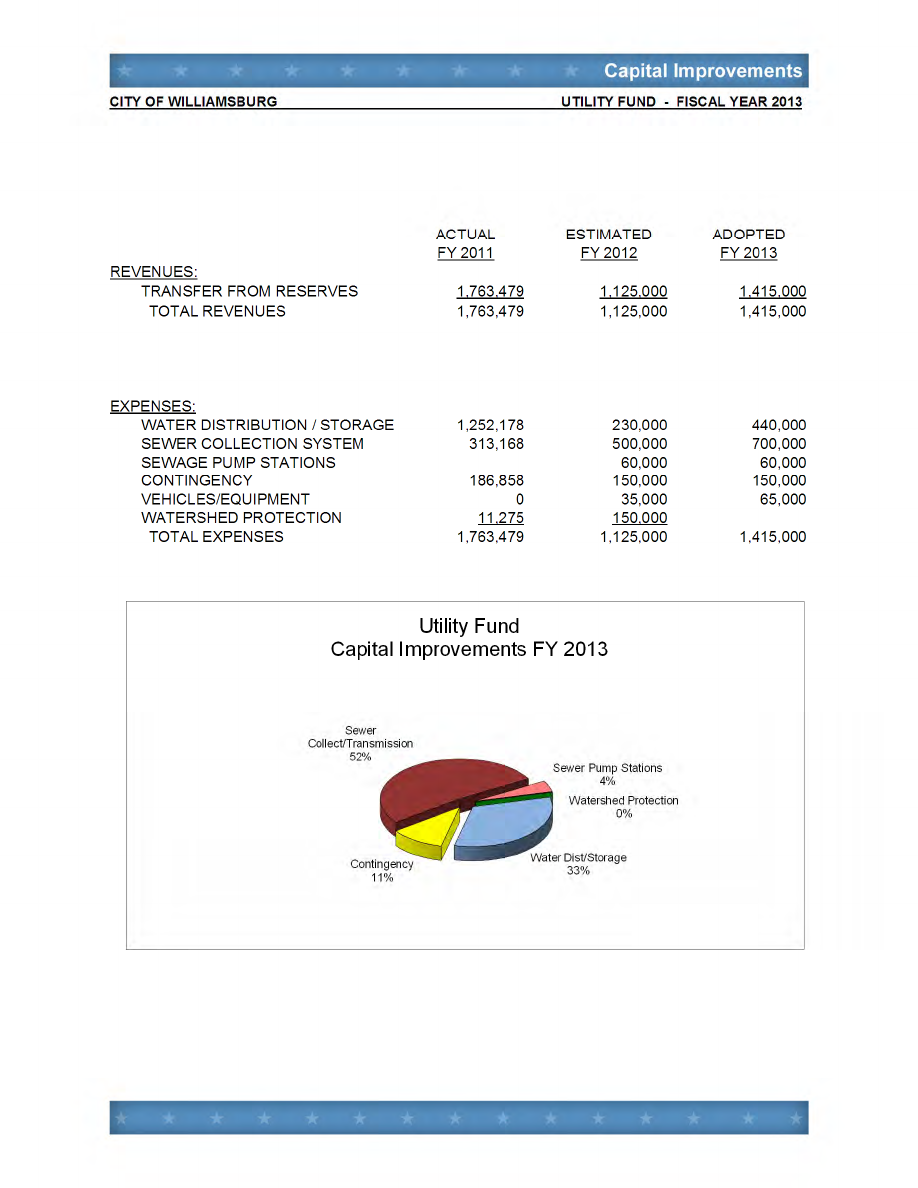 Capital Improvements
CITY OF WILLIAMSBURG UTILITY FUND - FISCAL YEAR 2013
ACTUAL ESTIMATED ADOPTED
FY 2011 FY 2012 FY 2013
REVENUES:
TRANSFER FROM RESERVES 1,763,479 1,125,000 1,415,000
TOTAL REVENUES 1,763,479 1,125,000 1,415,000
EXPENSES:
WATER DISTRIBUTION / STORAGE 1,252,178 230,000 440,000
SEWER COLLECTION SYSTEM 313,168 500,000 700,000
SEWAGE PUMP STATIONS 60,000 60,000
CONTINGENCY 186,858 150,000 150,000
VEHICLES/EQUIPMENT 0 35,000 65,000
WATERSHED PROTECTION 11,275 150,000
TOTAL EXPENSES 1,763,479 1,125,000 1,415,000
Utility Fund
Capital Improvements FY 2013
Sewer
Collect/Transmission
52%
Sewer Pump Stations
4%
Watershed Protection
0%
Water Dist/Storage
33%
Contingency
11%